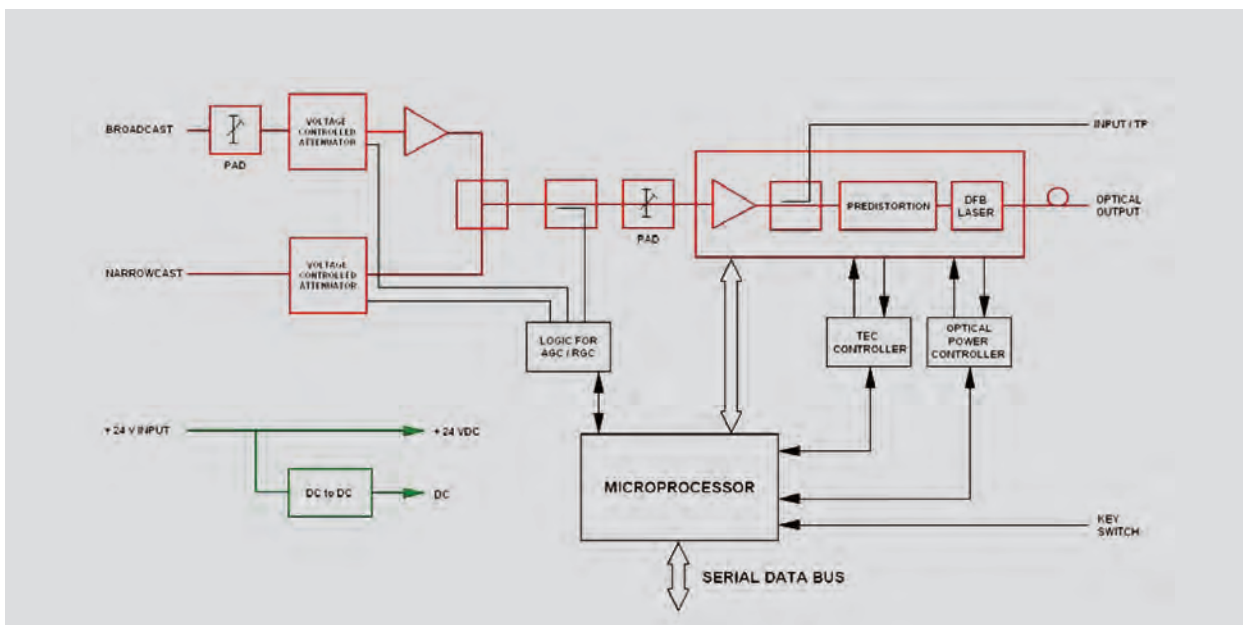 BROADCAST
PAD
VOLTAGE
CONTROLLED
ATTENUATOR
INPUT / TP
PREDISTORTION
DFB
LASER
OPTICAL
OUTPUT
PAD
NARROWCAST
VOLTAGE
CONTROLLED
ATTENUATOR
LOGIC FOR
AGC / RGC
TEC
CONTROLLER
OPTICAL
POWER
CONTROLLER
+ 24 V INPUT
+ 24 VDC
DC to DC
DC
MICROPROCESSOR
KEY
SWITCH
SERIAL DATA BUS